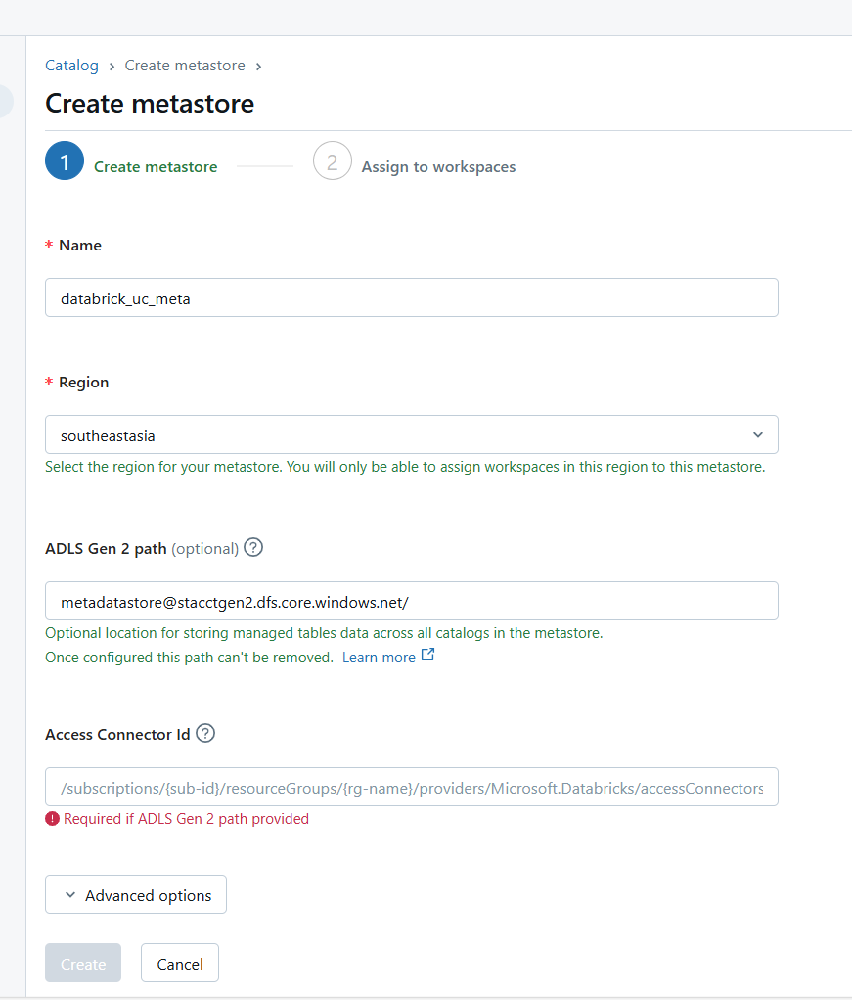 Catalog > Create metastore >
Create metastore
1 Create metastore 2 Assign to workspaces
* Name
databrick_uc_meta
* Region
southeastasia
Select the region for your metastore. You will only be able to assign workspaces in this region to this metastore.
ADLS Gen 2 path (optional) ?
metadatastore@stacctgen2.dfs.core.windows.net/
Optional location for storing managed tables data across all catalogs in the metastore.
Once configured this path can't be removed. Learn more
Access Connector Id ?
/subscriptions/{sub-id}/resourceGroups/{rg-name}/providers/Microsoft.Databricks/accessConnectors
! Required if ADLS Gen 2 path provided
Advanced options
Create Cancel